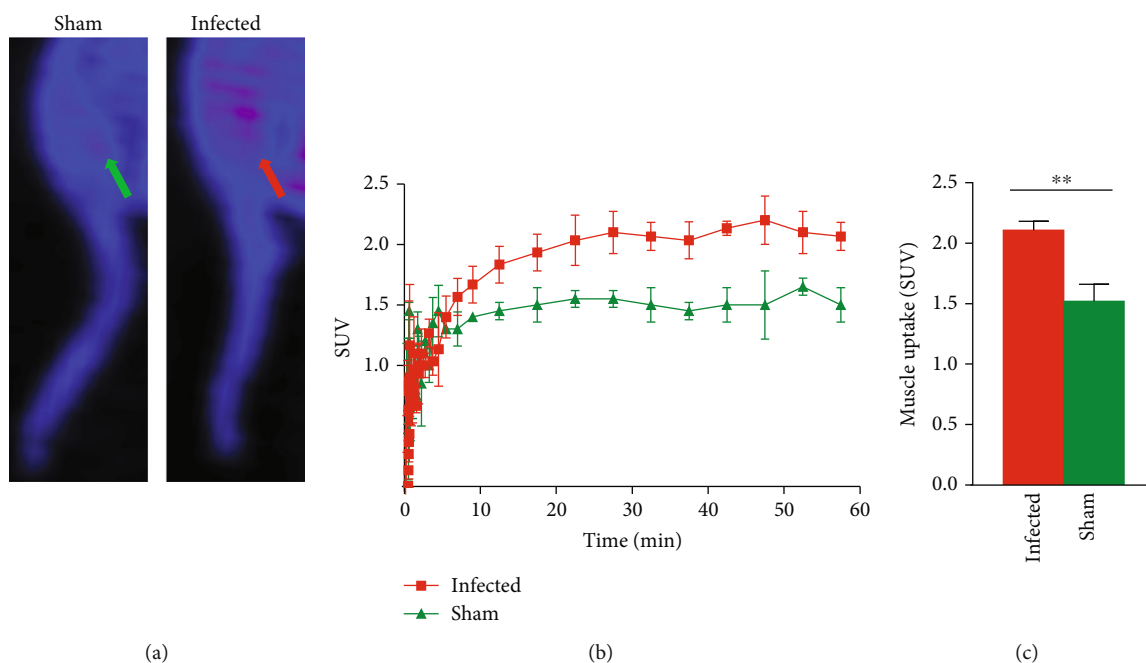 Sham
Infected
SUV
2.5
2.0
1.5
1.0
0 10 20 30 40 50 60
Time (min)
Infected
Sham
**
Muscle uptake (SUV)
2.5
2.0
1.5
1.0
0.5
0.0
Infected
Sham
(a)
(b)
(c)